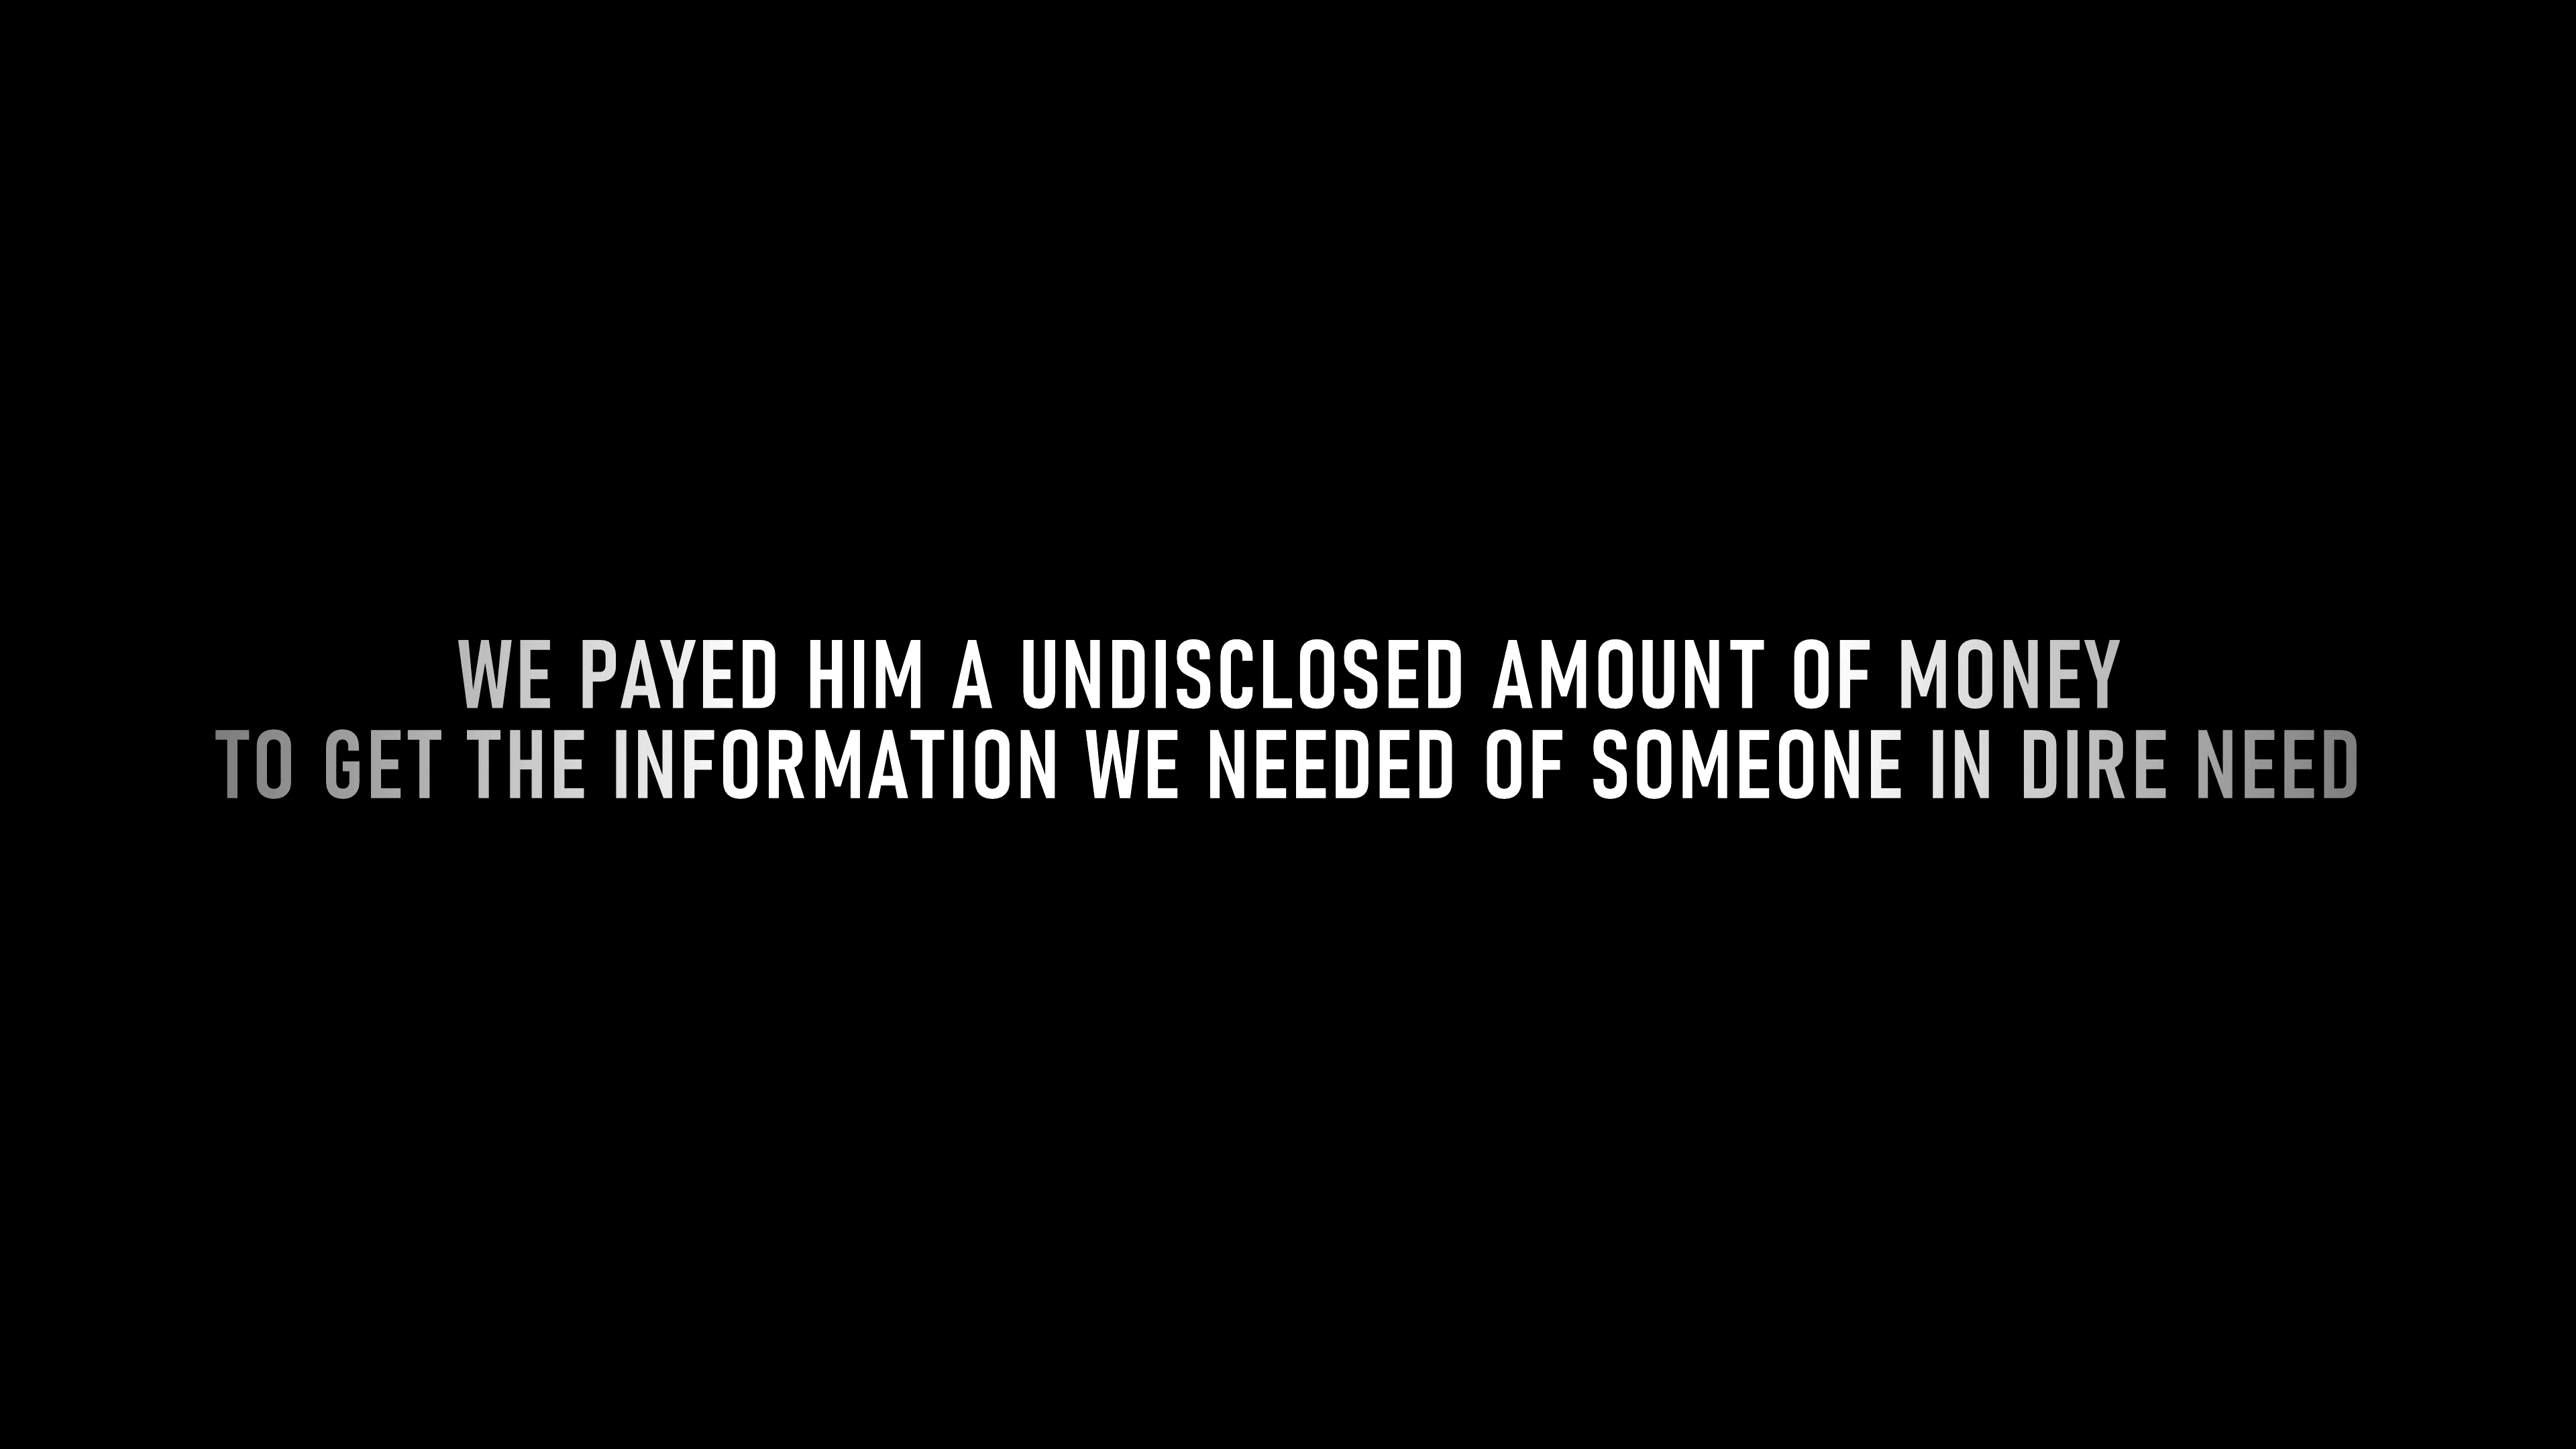 WE PAYED HIM A UNDISCLOSED AMOUNT OF MONEY
TO GET THE INFORMATION WE NEEDED OF SOMEONE IN DIRE NEED